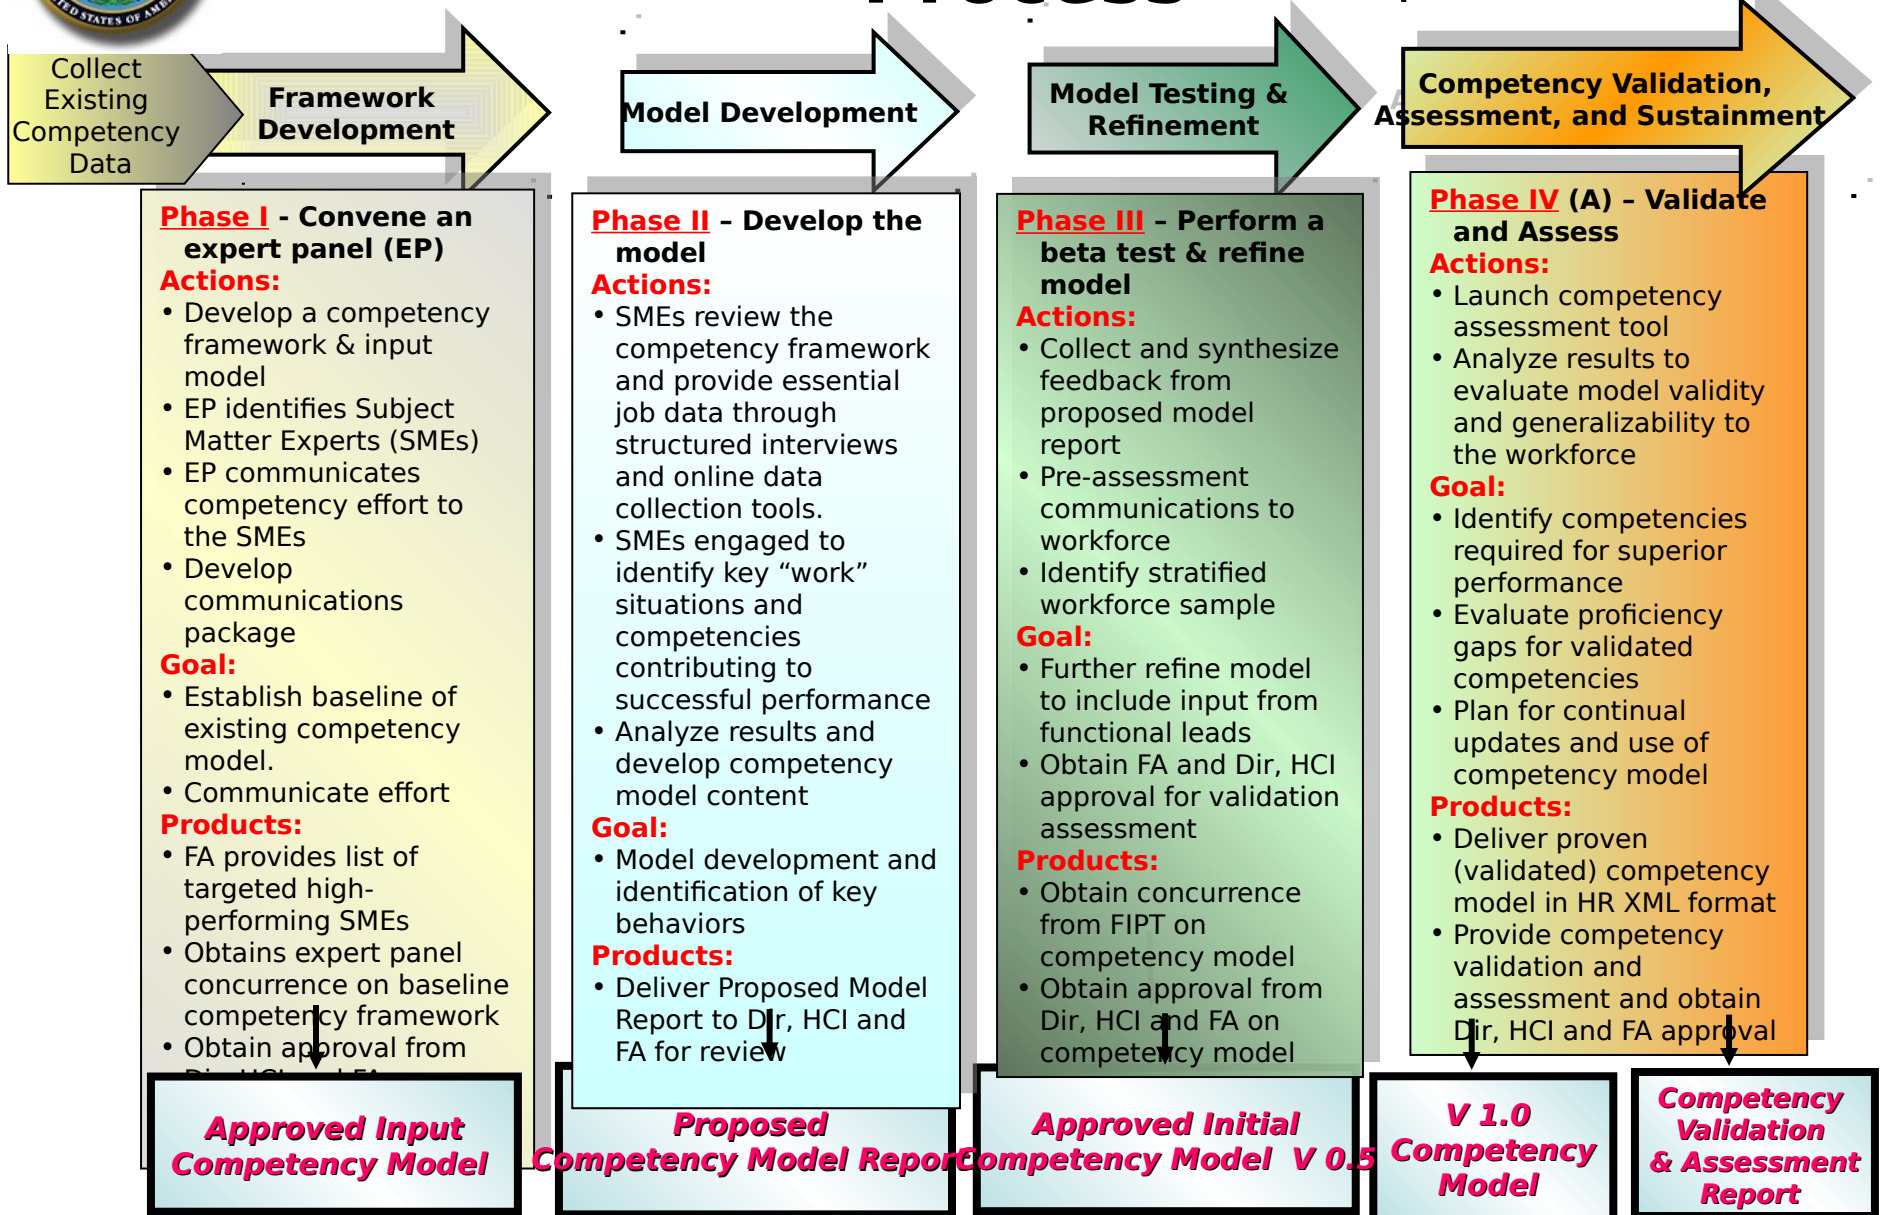 Process
STATES OF AMERICA
Collect
Existing
Competency
Data
Framework
Development
Model Development
Model Testing &
Refinement
Competency Validation,
Assessment, and Sustainment
Phase I - Convene an
expert panel (EP)
Actions:
• Develop a competency
framework & input
model
• EP identifies Subject
Matter Experts (SMEs)
• EP communicates
competency effort to
the SMEs
• Develop
communications
package
Goal:
• Establish baseline of
existing competency
model.
• Communicate effort
Products:
• FA provides list of
targeted high-
performing SMEs
• Obtains expert panel
concurrence on baseline
competency framework
• Obtain approval from
Dir, HCI and FA
Approved Input
Competency Model
Phase II – Develop the
model
Actions:
• SMEs review the
competency framework
and provide essential
job data through
structured interviews
and online data
collection tools.
• SMEs engaged to
identify key “work”
situations and
competencies
contributing to
successful performance
• Analyze results and
develop competency
model content
Goal:
• Model development and
identification of key
behaviors
Products:
• Deliver Proposed Model
Report to Dir, HCI and
FA for review
Proposed
Competency Model Report
Phase III – Perform a
beta test & refine
model
Actions:
• Collect and synthesize
feedback from
proposed model
report
• Pre-assessment
communications to
workforce
• Identify stratified
workforce sample
Goal:
• Further refine model
to include input from
functional leads
• Obtain FA and Dir, HCI
approval for validation
assessment
Products:
• Obtain concurrence
from FIPT on
competency model
• Obtain approval from
Dir, HCI and FA on
competency model
Approved Initial
Competency Model V 0.5
Phase IV (A) – Validate
and Assess
Actions:
• Launch competency
assessment tool
• Analyze results to
evaluate model validity
and generalizability to
the workforce
Goal:
• Identify competencies
required for superior
performance
• Evaluate proficiency
gaps for validated
competencies
• Plan for continual
updates and use of
competency model
Products:
• Deliver proven
(validated) competency
model in HR XML format
• Provide competency
validation and
assessment and obtain
Dir, HCI and FA approval
V 1.0
Competency
Model
Competency
Validation
& Assessment
Report